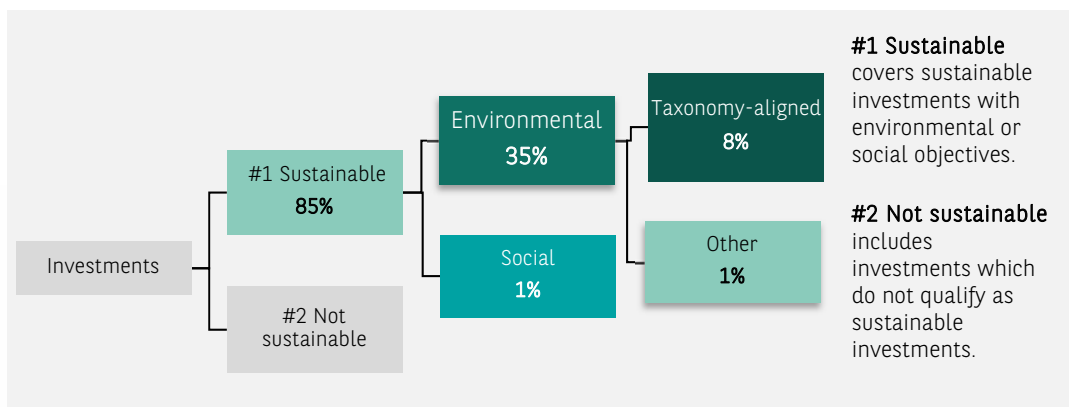 Investments
#1 Sustainable
85%
#2 Not
sustainable
Environmental
35%
Social
1%
Taxonomy-aligned
8%
Other
1%
#1 Sustainable
covers sustainable
investments with
environmental or
social objectives.
#2 Not sustainable
includes
investments which
do not qualify as
sustainable
investments.